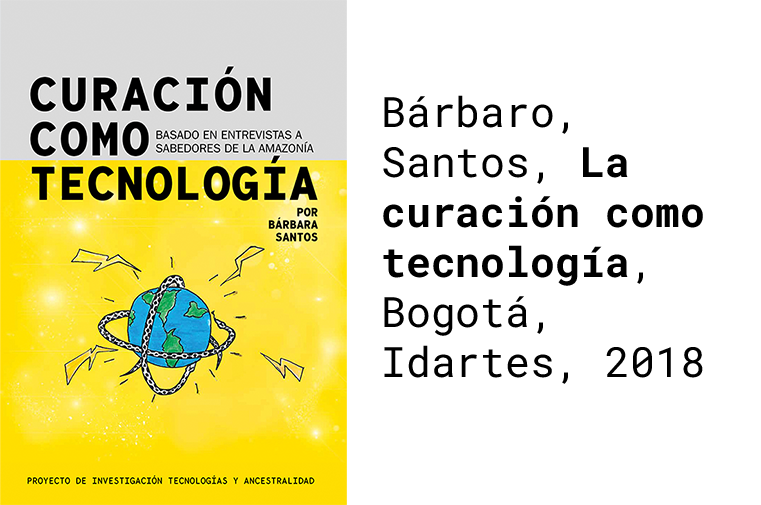 CURACIÓN
COMO
BASADO EN ENTREVISTAS A
SABEDORES DE LA AMAZONÍA
TECNOLOGÍA
POR
BÁRBARA
SANTOS
PROYECTO DE INVESTIGACIÓN TECNOLOGÍAS Y ANCESTRALIDAD
Bárbaro,
Santos, La
curación como
tecnología,
Bogotá,
Idartes, 2018